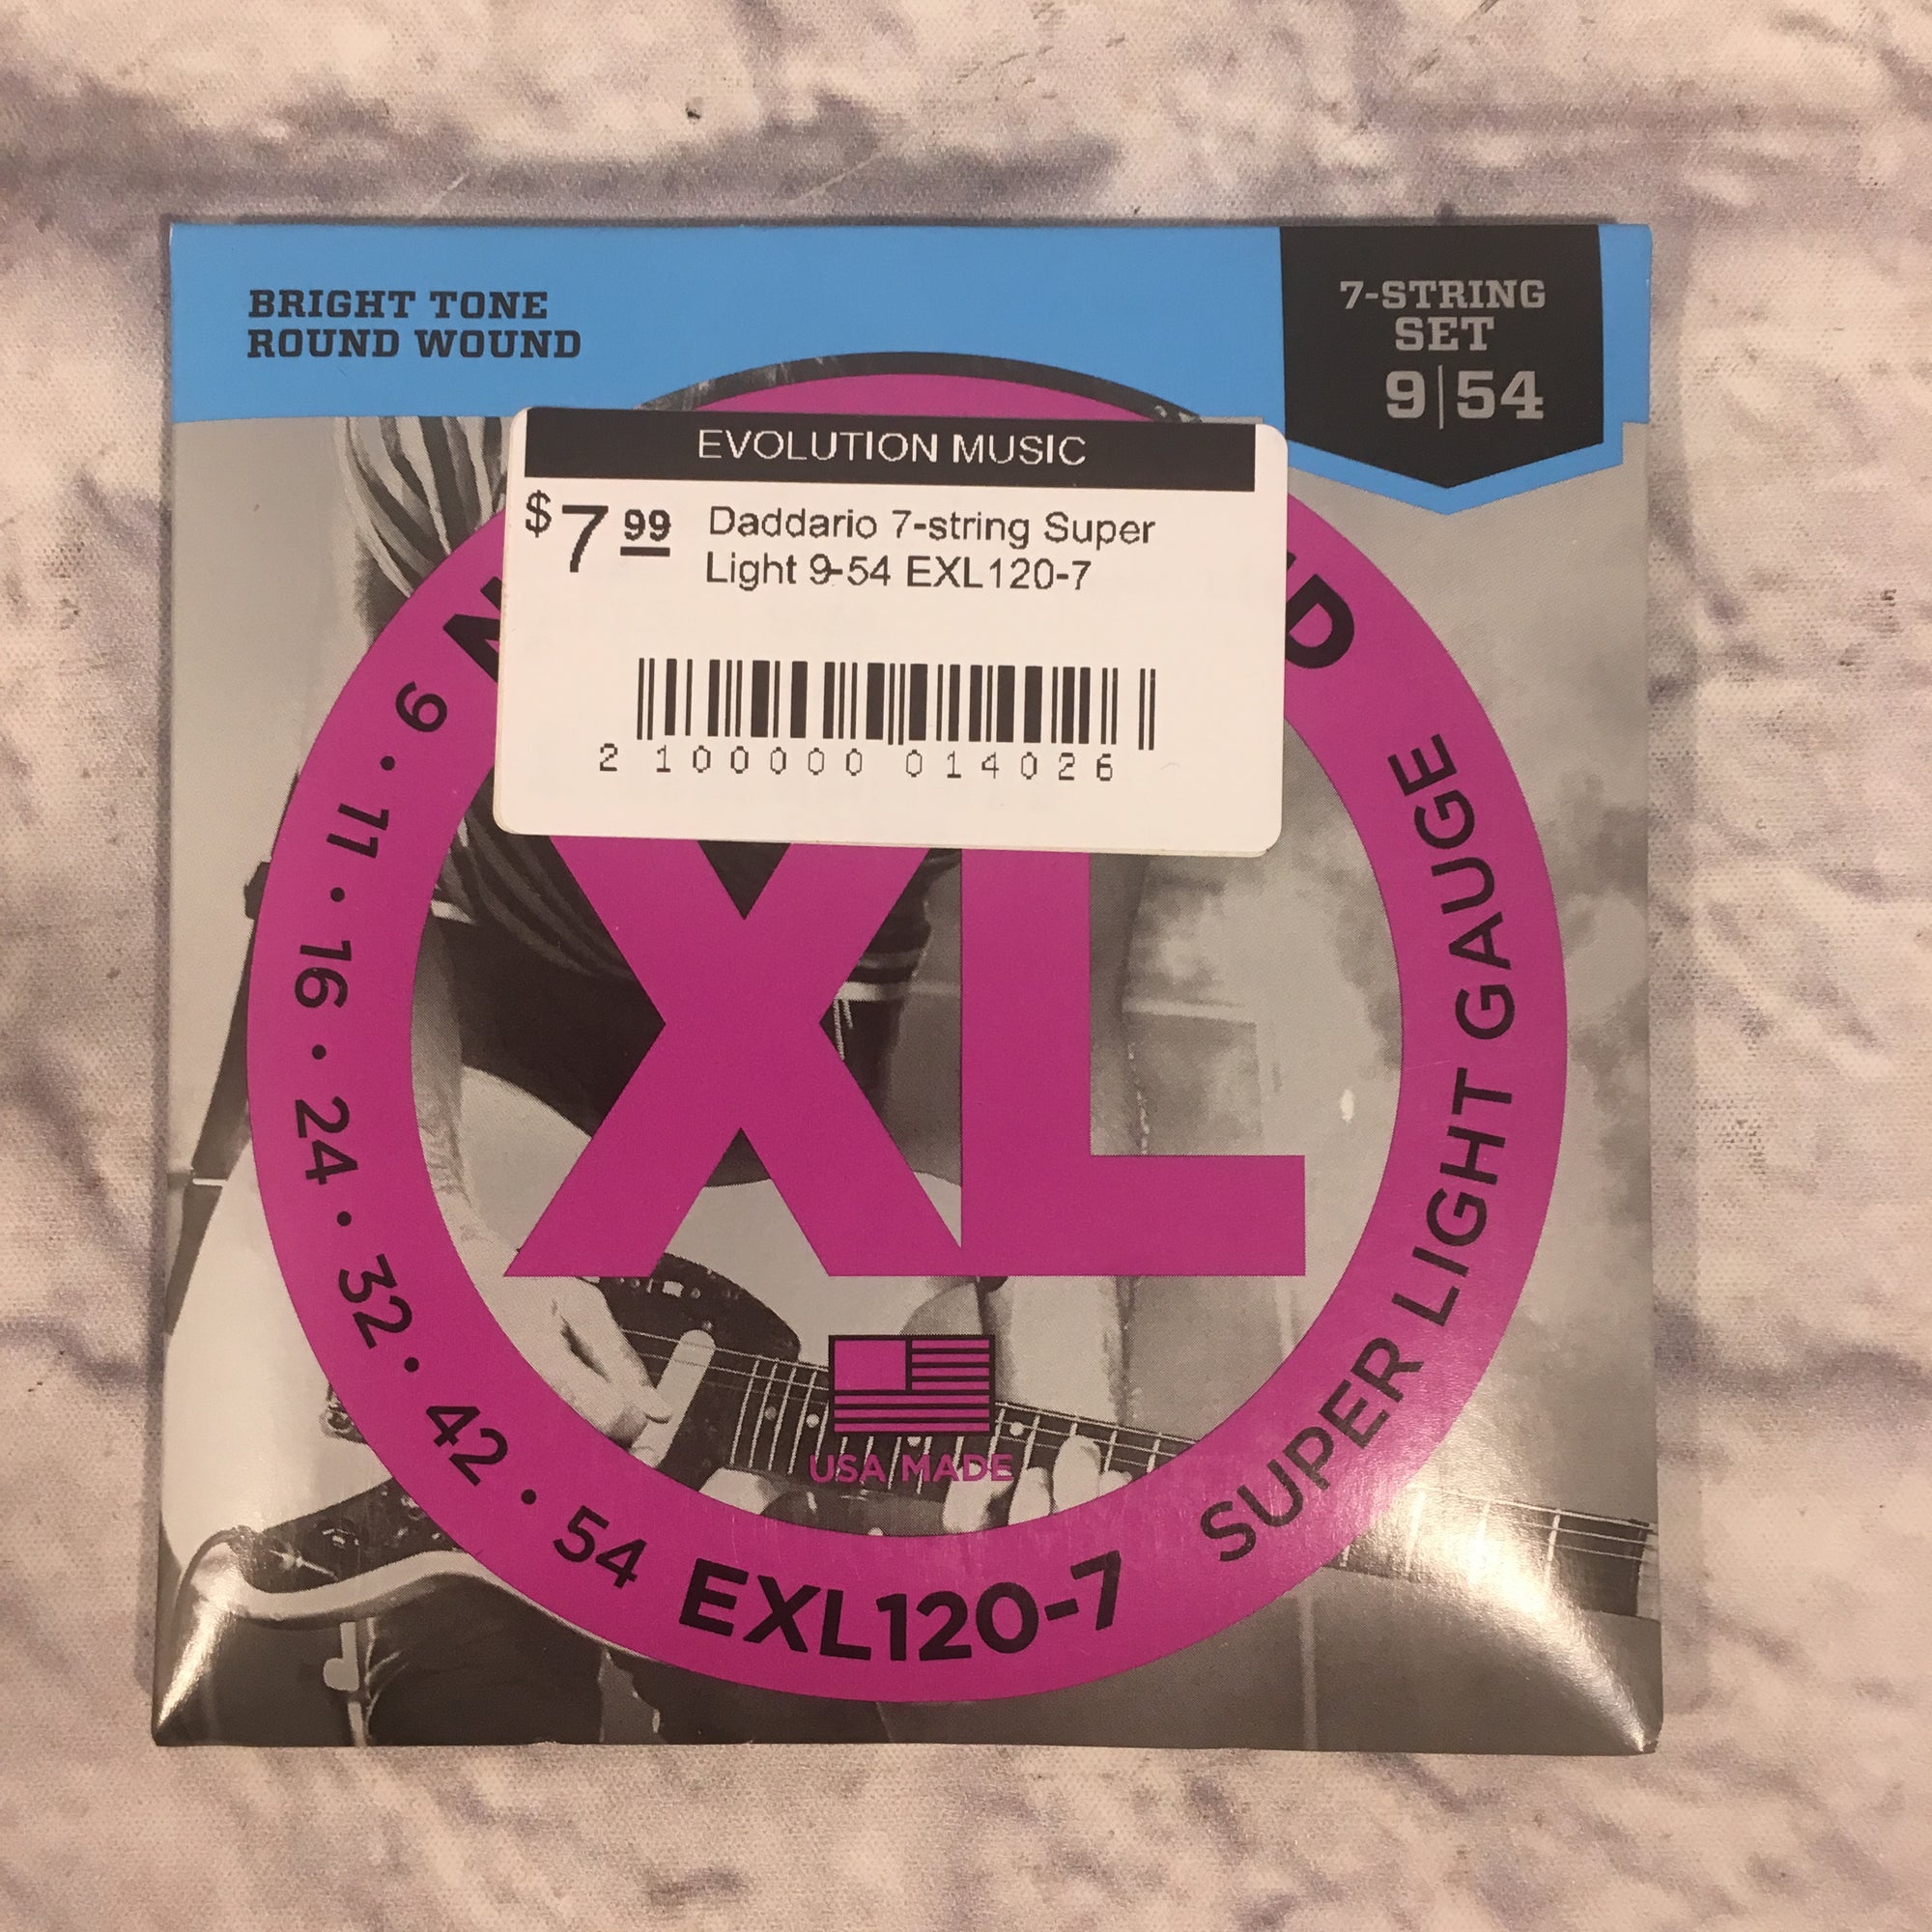 BRIGHT TONE
ROUND WOUND
7-STRING
SET
9|54
EVOLUTION MUSIC
$7 99
Daddario 7-string Super
Light 9-54 EXL120-7
2 100000 014026
9 • 11 • 16 • 24 • 32 • 42 • 54
EXL120-7
SUPER LIGHT GAUGE
XL
USA MADE